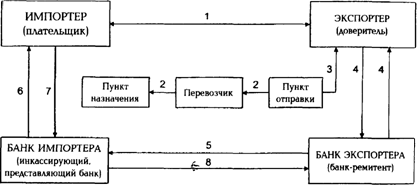 ИМПОРТЕР
(плательщик)
1
ЭКСПОРТЕР
(доверитель)
6
7
Пункт
назначения
2
Перевозчик
2
Пункт
отправки
3
4
4
БАНК ИМПОРТЕРА
(инкассирующий,
представляющий банк)
5
8
БАНК ЭКСПОРТЕРА
(банк-ремитент)